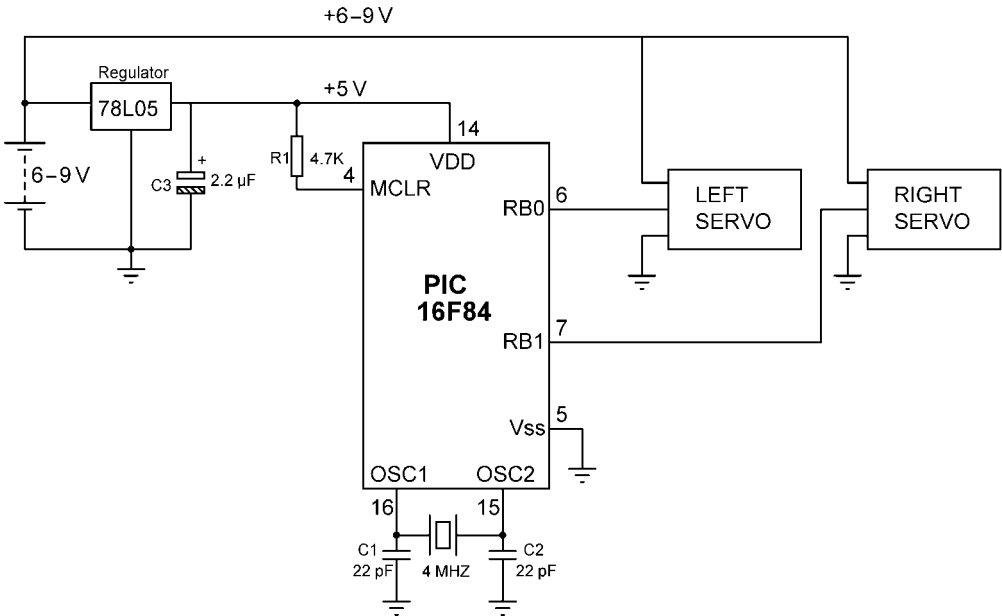 +6–9 V
Regulator
78L05
+5 V
14
VDD
R1
4.7K
4
MCLR
6–9 V
+
C3
2.2 µF
RB0
6
LEFT
SERVO
RIGHT
SERVO
PIC
16F84
RB1
7
Vss
5
OSC1
OSC2
16
15
C1
22 pF
4 MHZ
C2
22 pF